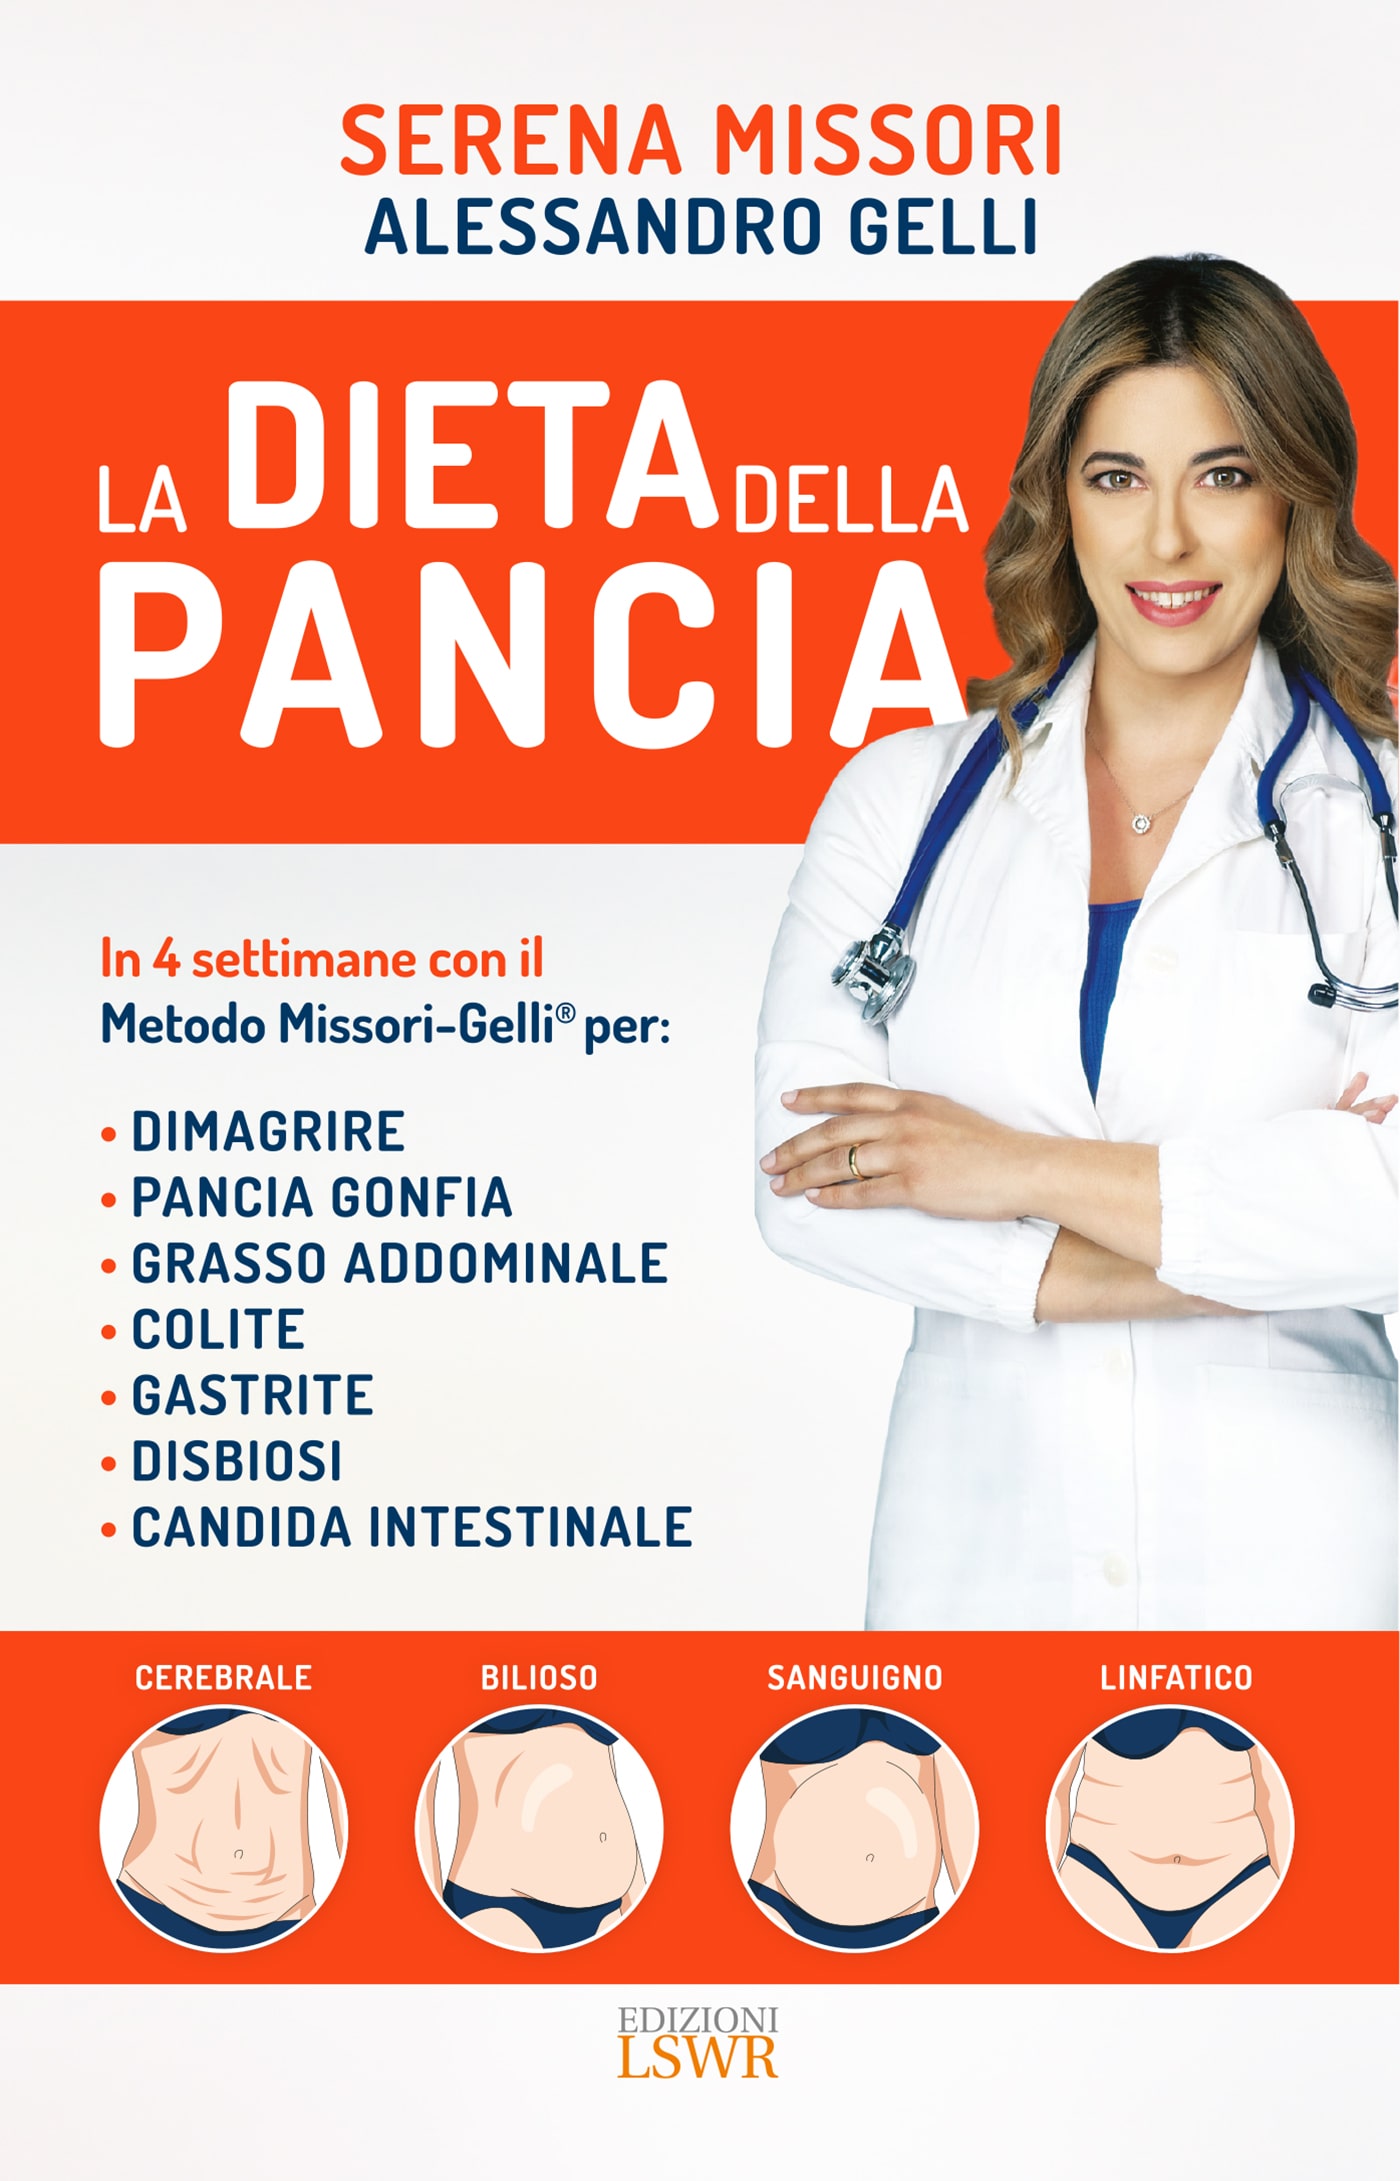 SERENA MISSORI
ALESSANDRO GELLI
LA DIETA DELLA
PANCIA
In 4 settimane con il
Metodo Missori-Gelli® per:
• DIMAGRIRE
• PANCIA GONFIA
• GRASSO ADDOMINALE
• COLITE
• GASTRITE
• DISBIOSI
• CANDIDA INTESTINALE
CEREBRALE BILIOSO SANGUIGNO LINFATICO
EDIZIONI
LSWR